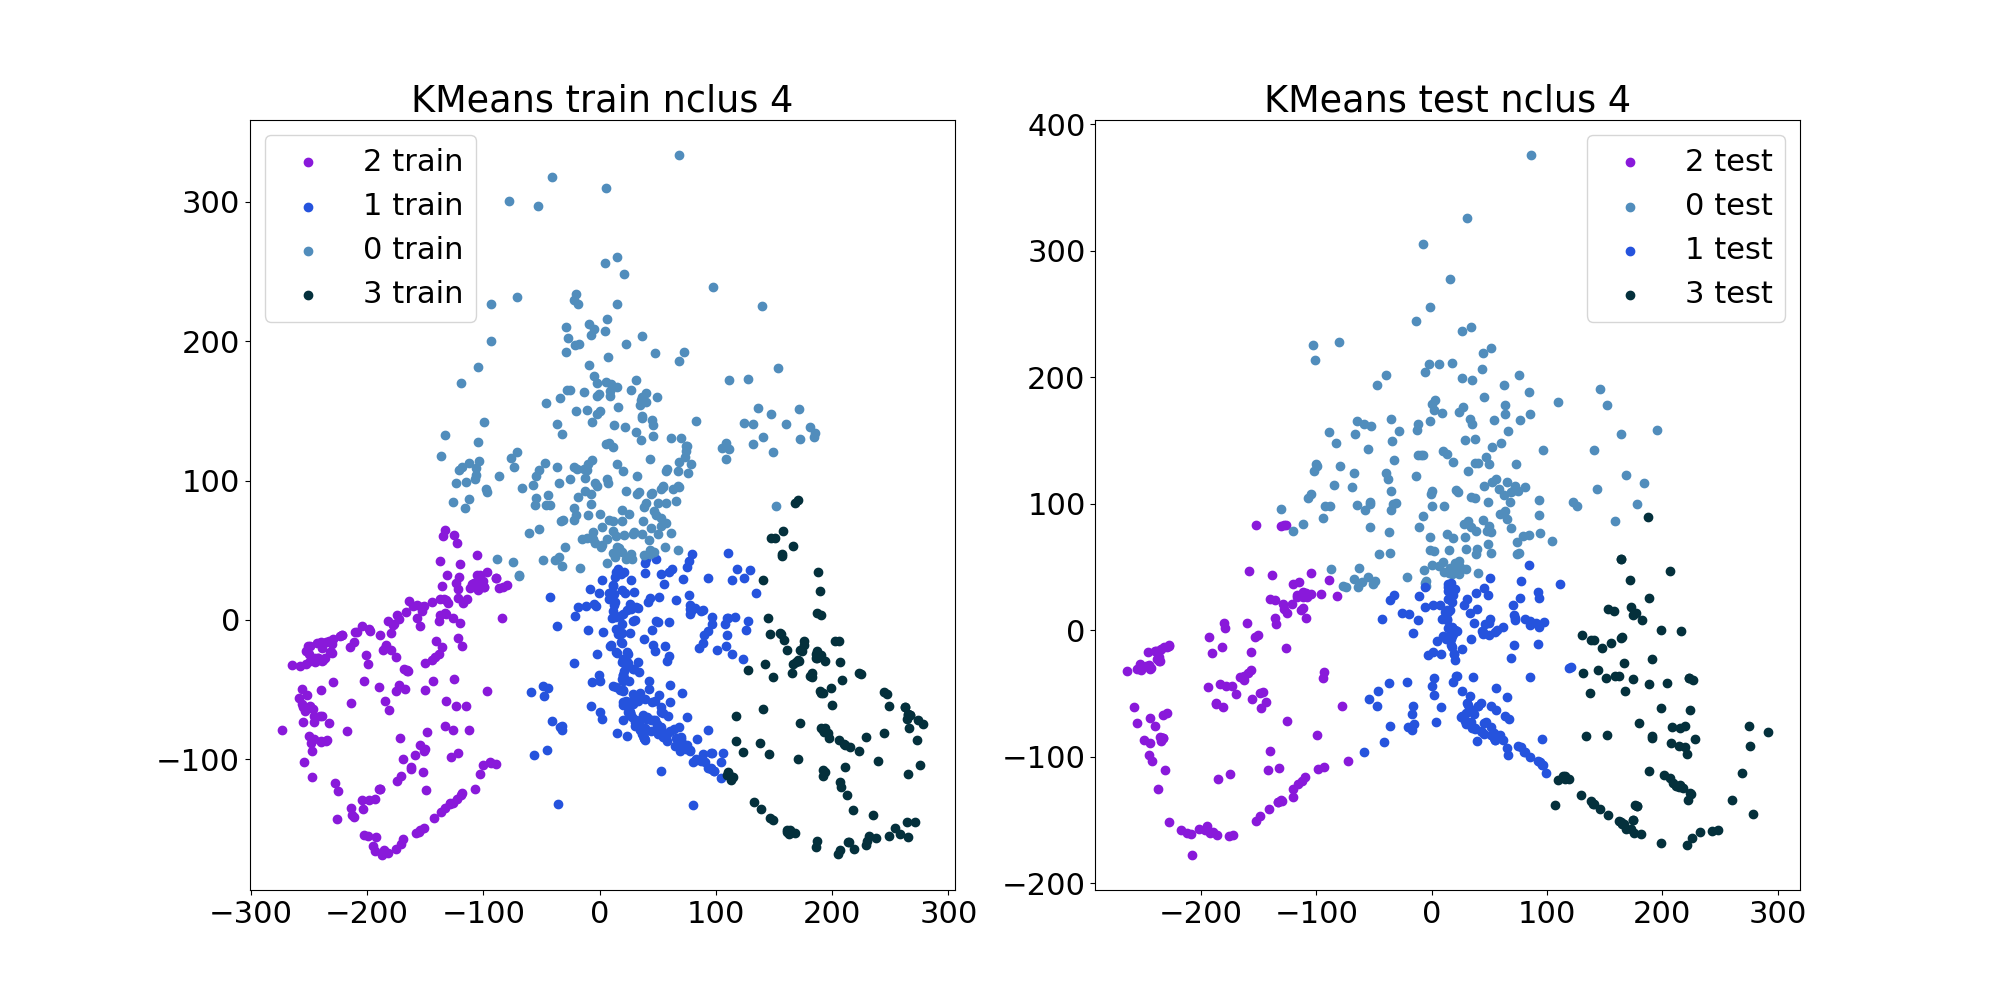 KMeans train nclus 4
2 train
1 train
0 train
3 train
300
200
100
0
−100
−300 −200 −100 0 100 200 300
KMeans test nclus 4
2 test
0 test
1 test
3 test
400
300
200
100
0
−100
−200
−200 −100 0 100 200 300